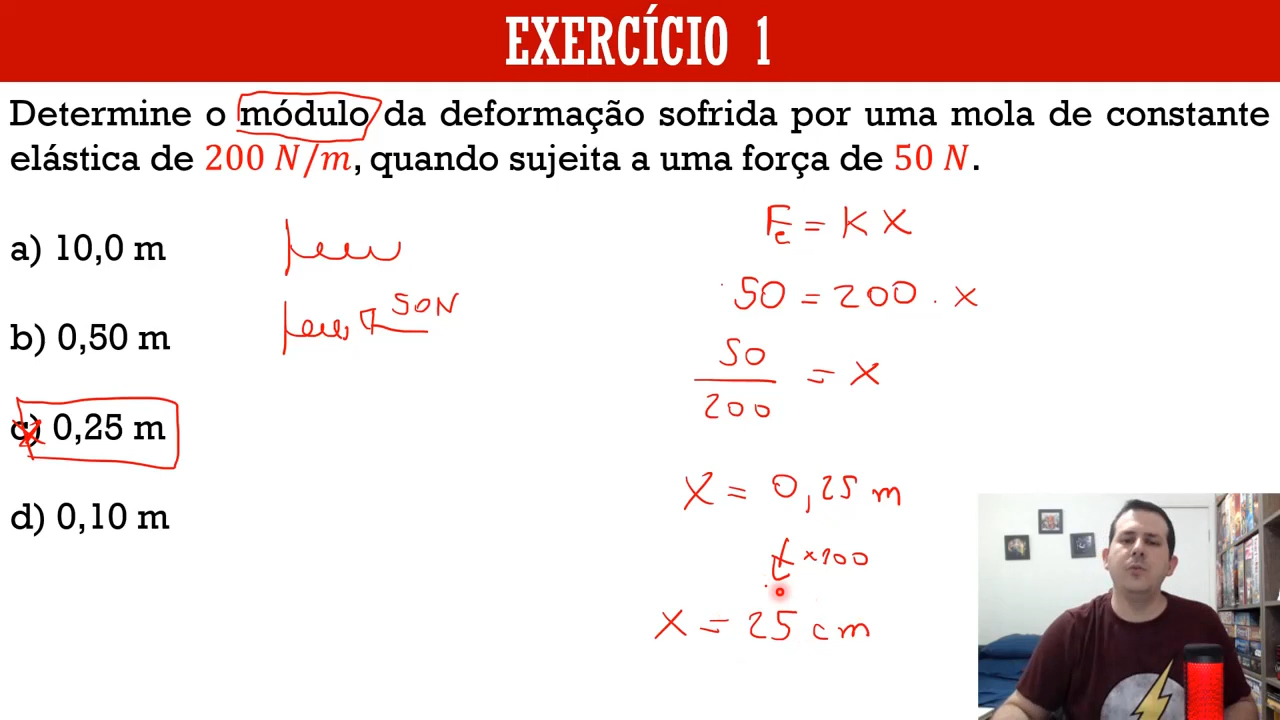 EXERCÍCIO 1
Determine o módulo da deformação sofrida por uma mola de constante
elástica de 200 N/m, quando sujeita a uma força de 50 N.
a) 10,0 m
b) 0,50 m
c) 0,25 m
d) 0,10 m
50N
Fe = K X
50 = 200 . x
50/200 = x
X = 0,25 m
x100
X = 25 cm